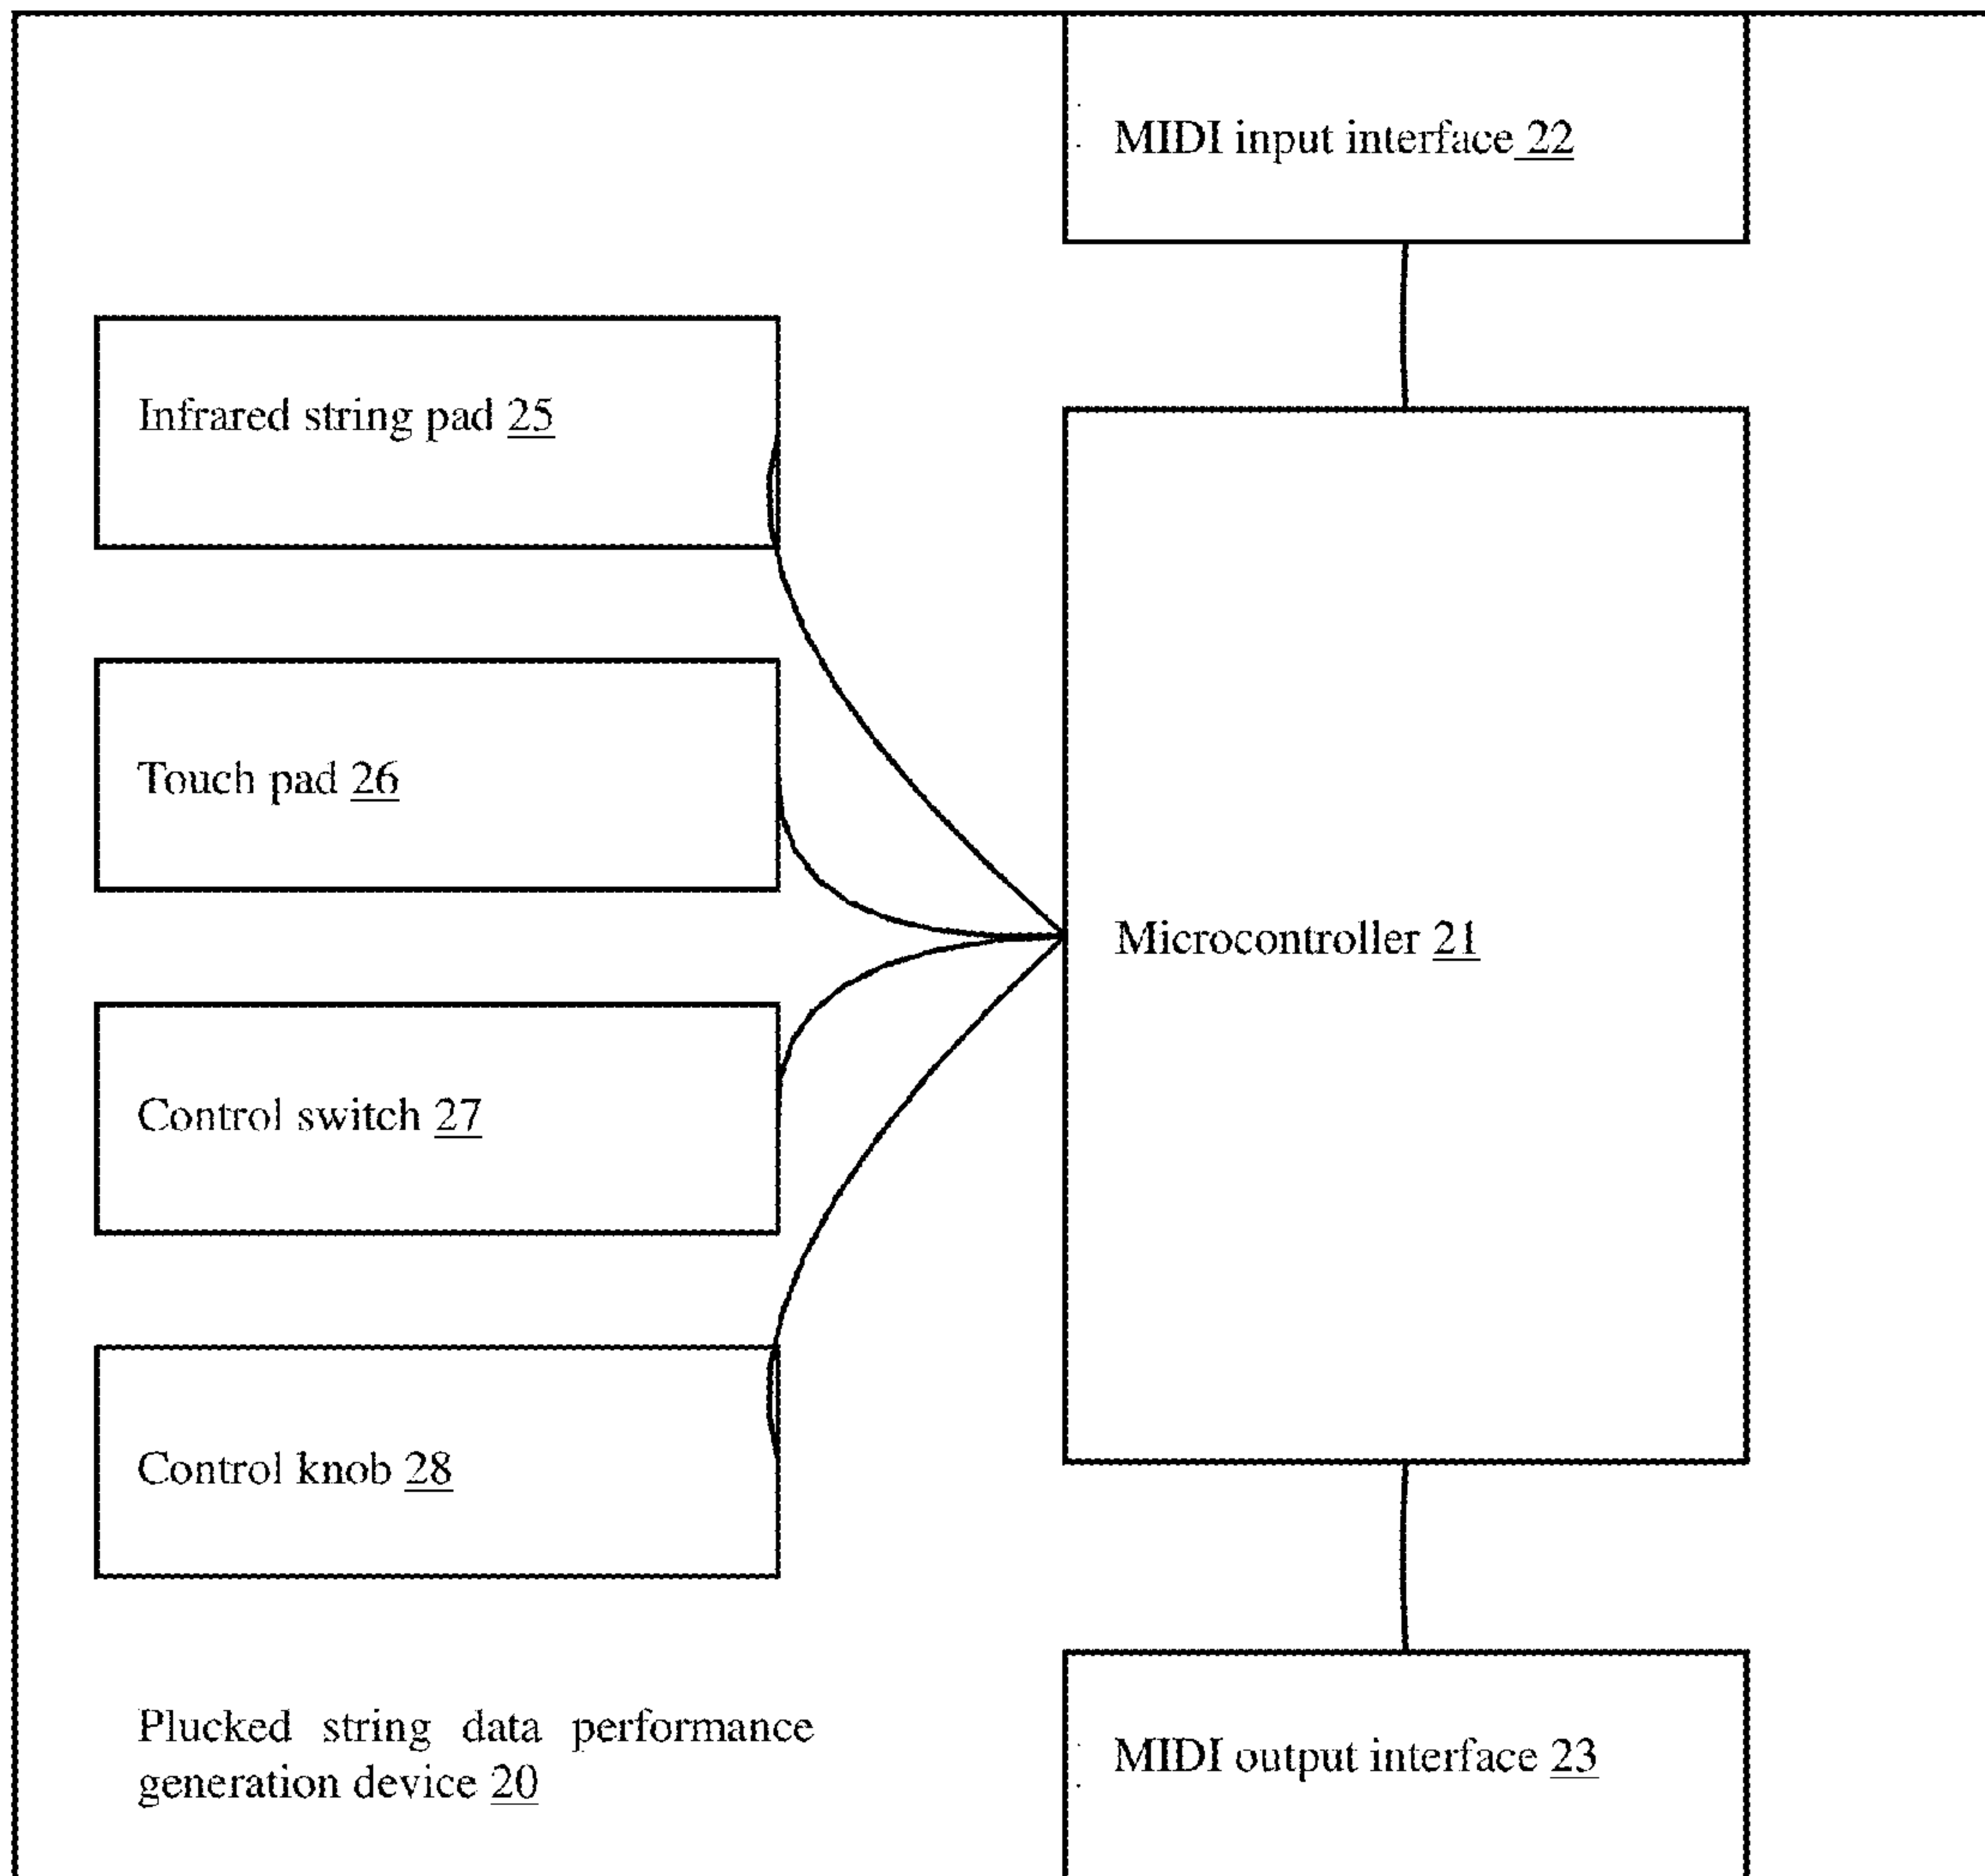 MIDI input interface 22
Infrared string pad 25
Touch pad 26
Microcontroller 21
Control switch 27
Control knob 28
Plucked string data performance
generation device 20
MIDI output interface 23